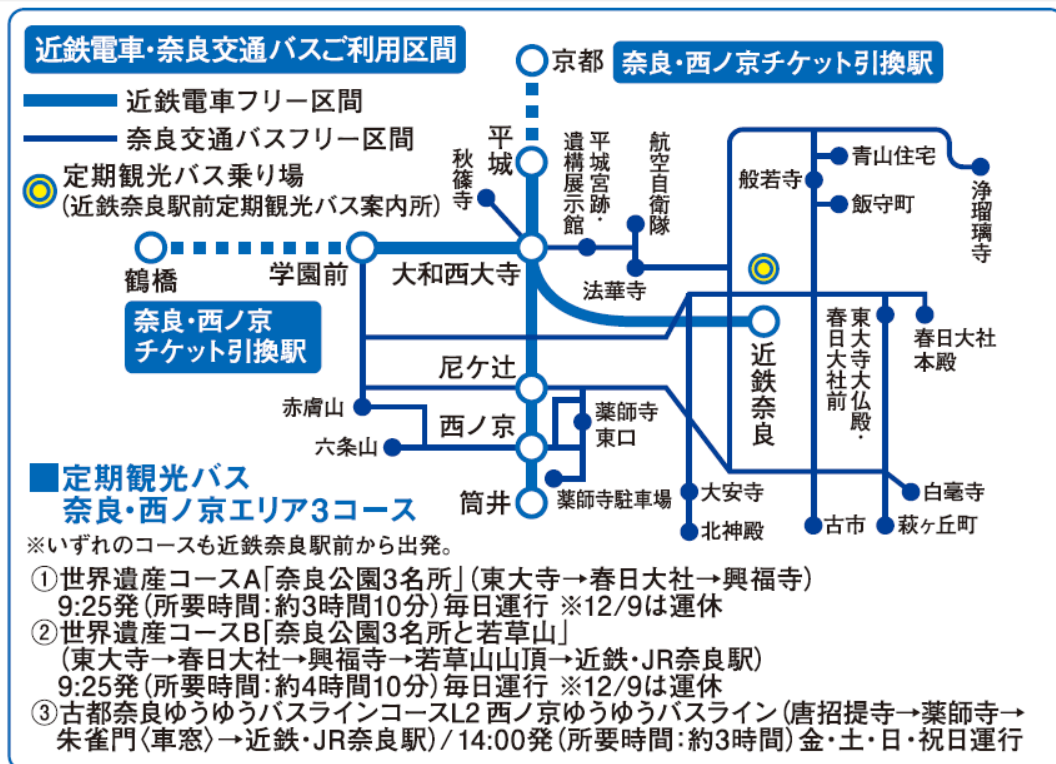 近鉄電車・奈良交通バスご利用区間
近鉄電車フリー区間
奈良交通バスフリー区間
定期観光バス乗り場
(近鉄奈良駅前定期観光バス案内所)
京都
奈良・西ノ京チケット引換駅
平城
秋篠寺
平城宮跡・
遺構展示館
航空自衛隊
般若寺
青山住宅
飯守町
浄瑠璃寺
鶴橋
学園前
大和西大寺
法華寺
奈良・西ノ京
チケット引換駅
近鉄奈良
東大寺大仏殿・
春日大社前
春日大社
本殿
尼ケ辻
赤膚山
西ノ京
薬師寺
東口
六条山
筒井
薬師寺駐車場
大安寺
北神殿
白毫寺
古市
萩ヶ丘町
■定期観光バス
奈良・西ノ京エリア3コース
※いずれのコースも近鉄奈良駅前から出発。
①世界遺産コースA「奈良公園3名所」(東大寺→春日大社→興福寺)
9:25発(所要時間:約3時間10分)毎日運行 ※12/9は運休
②世界遺産コースB「奈良公園3名所と若草山」
(東大寺→春日大社→興福寺→若草山山頂→近鉄・JR奈良駅)
9:25発(所要時間:約4時間10分)毎日運行 ※12/9は運休
③古都奈良ゆうゆうバスラインコースL2 西ノ京ゆうゆうバスライン(唐招提寺→薬師寺→
朱雀門〈車窓〉→近鉄・JR奈良駅)/14:00発(所要時間:約3時間)金・土・日・祝日運行